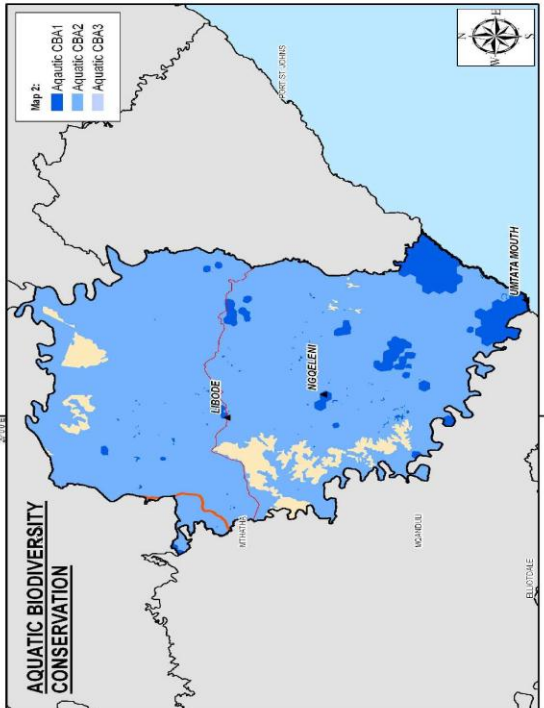 AQUATIC BIODIVERSITY
CONSERVATION
Map 2:
Aqautic CBA1
Aquatic CBA2
Aquatic CBA3
N
E
S
W
PORT ST JOHNS
LIBODE
NGQELENI
UMTATA MOUTH
MTHATHA
MQANDULI
ELLIOTDALE